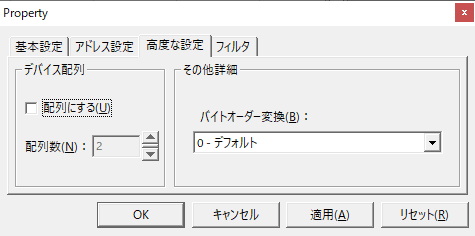 Property
基本設定 アドレス設定 高度な設定 フィルタ
デバイス配列 その他詳細
配列にする(U)
バイトオーダー変換(B)：
配列数(N)： 2
0 - デフォルト
OK キャンセル 適用(A) リセット(R)